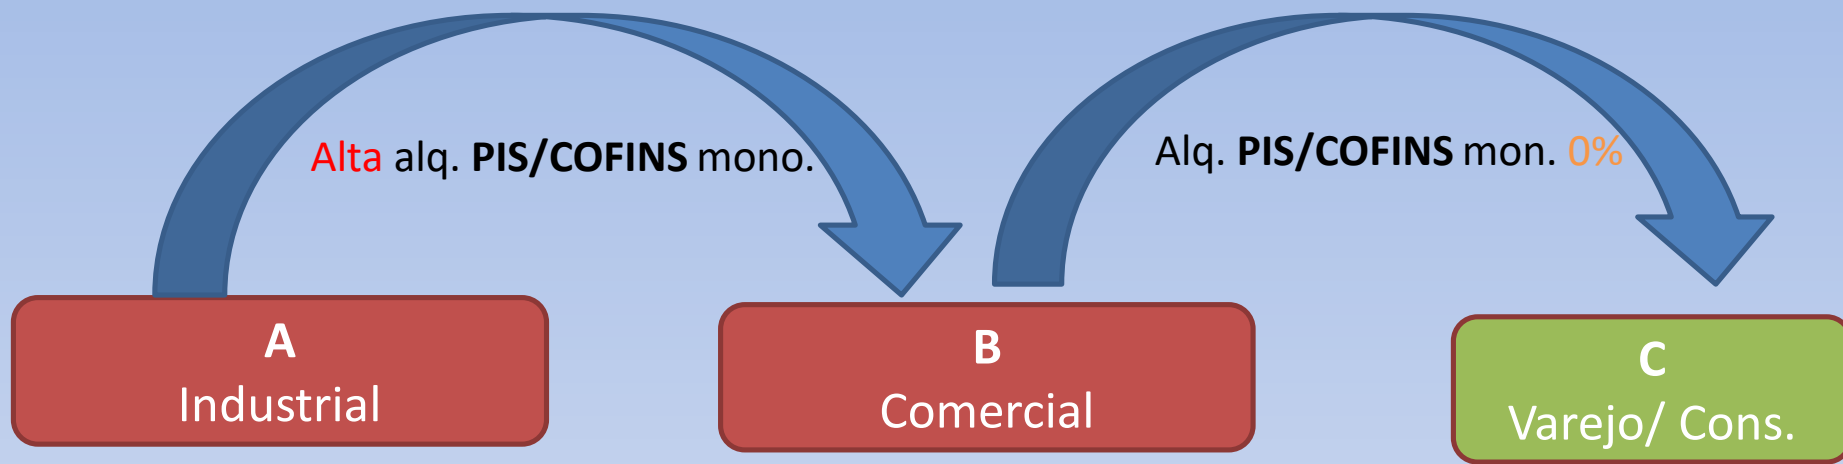 Alta alq. PIS/COFINS mono.
Alq. PIS/COFINS mon. 0%
A
Industrial
B
Comercial
C
Varejo/ Cons.